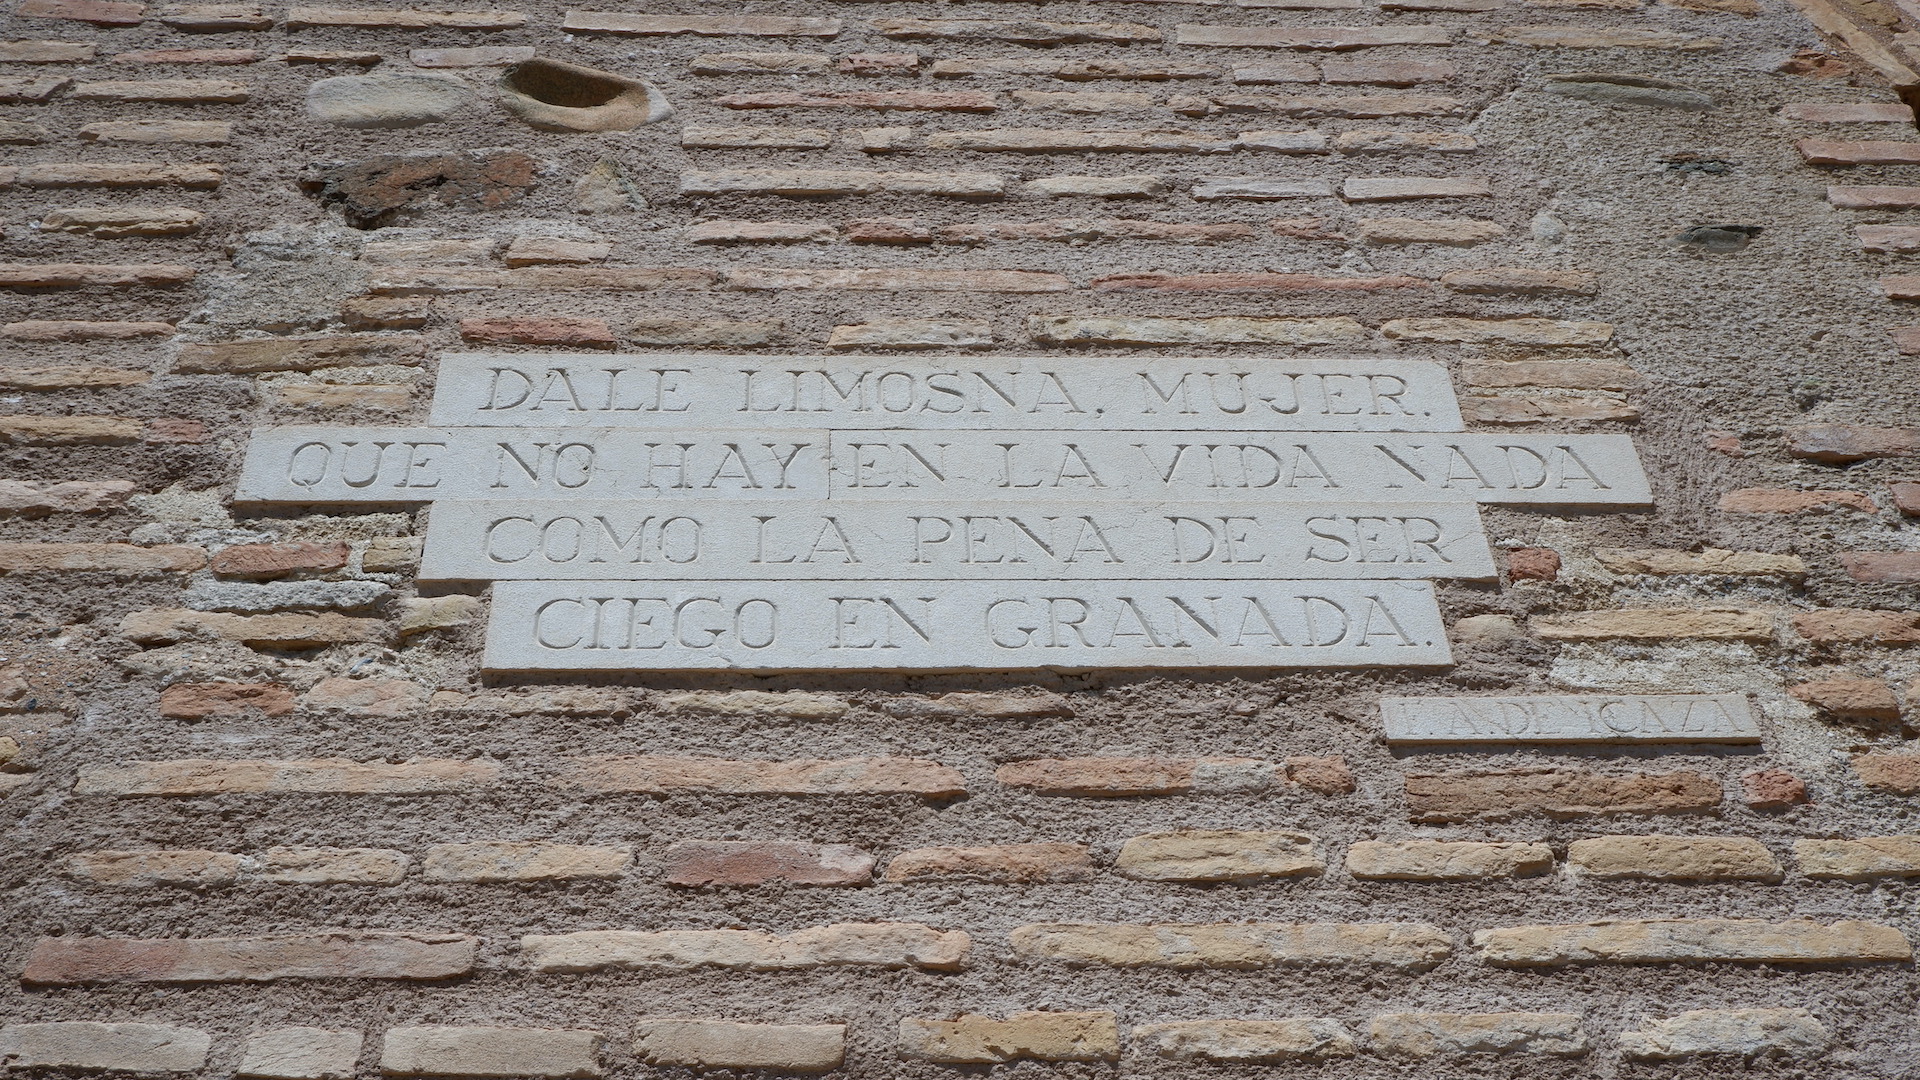 DALE LIMOSNA, MUJER,
QUE NO HAY EN LA VIDA NADA
COMO LA PENA DE SER
CIEGO EN GRANADA.
DE YCAZA